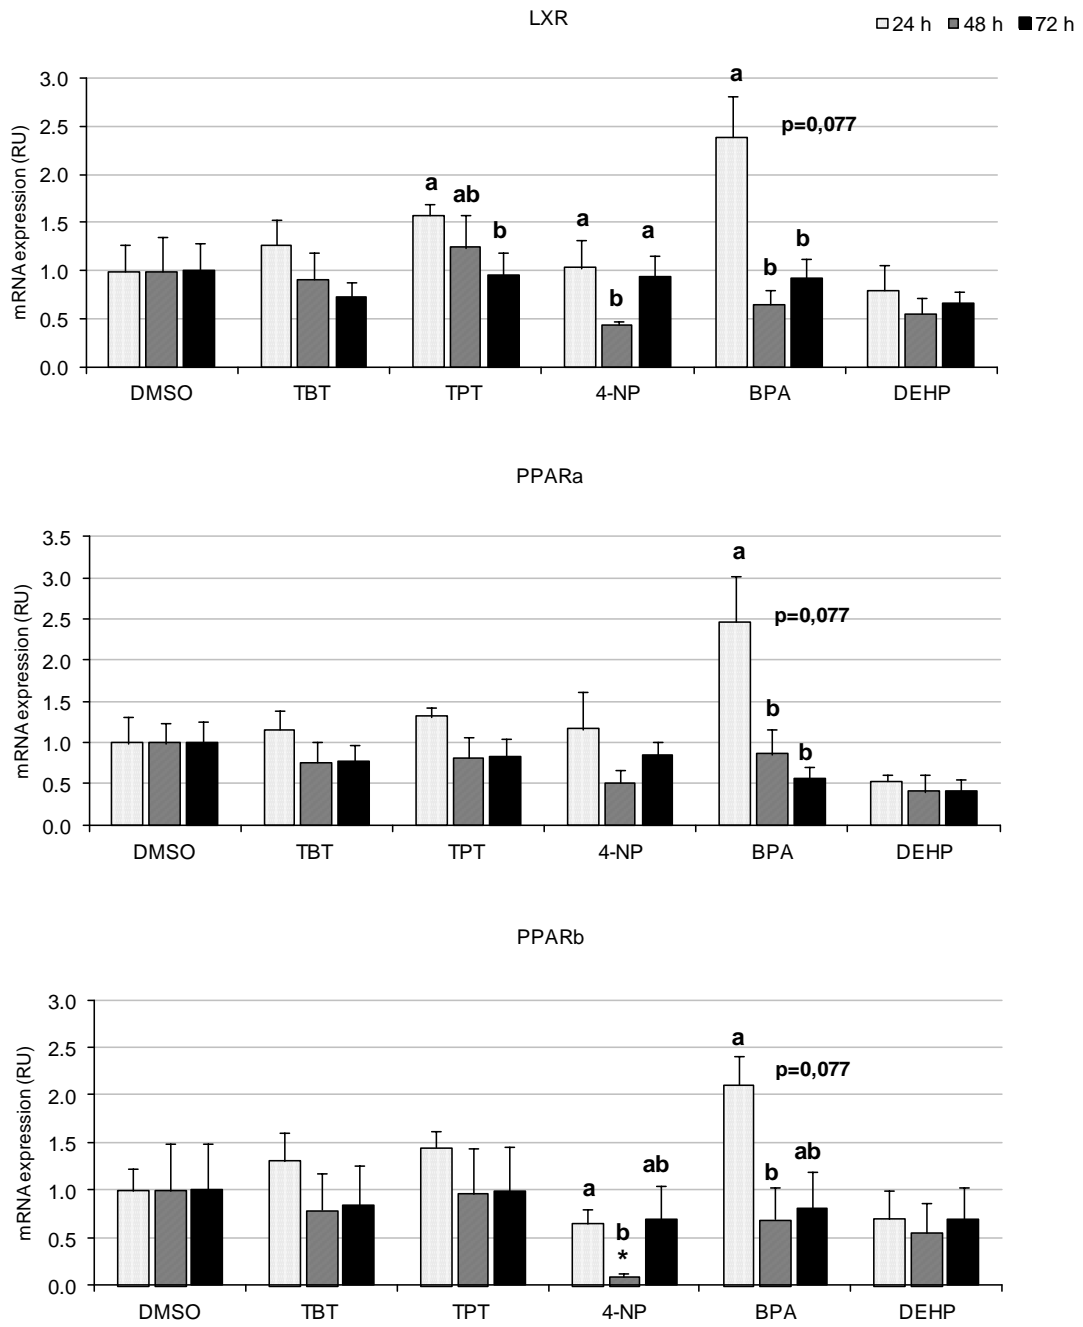 LXR
24 h 48 h 72 h
mRNA expression (RU)
3.0
2.5
2.0
1.5
1.0
0.5
0.0
a
p=0,077
a
ab
b
a
b
a
b
b
DMSO TBT TPT 4-NP BPA DEHP
PPARa
mRNA expression (RU)
3.5
3.0
2.5
2.0
1.5
1.0
0.5
0.0
a
p=0,077
b
b
DMSO TBT TPT 4-NP BPA DEHP
PPARb
mRNA expression (RU)
3.0
2.5
2.0
1.5
1.0
0.5
0.0
a
p=0,077
a
b
*
ab
b
ab
DMSO TBT TPT 4-NP BPA DEHP